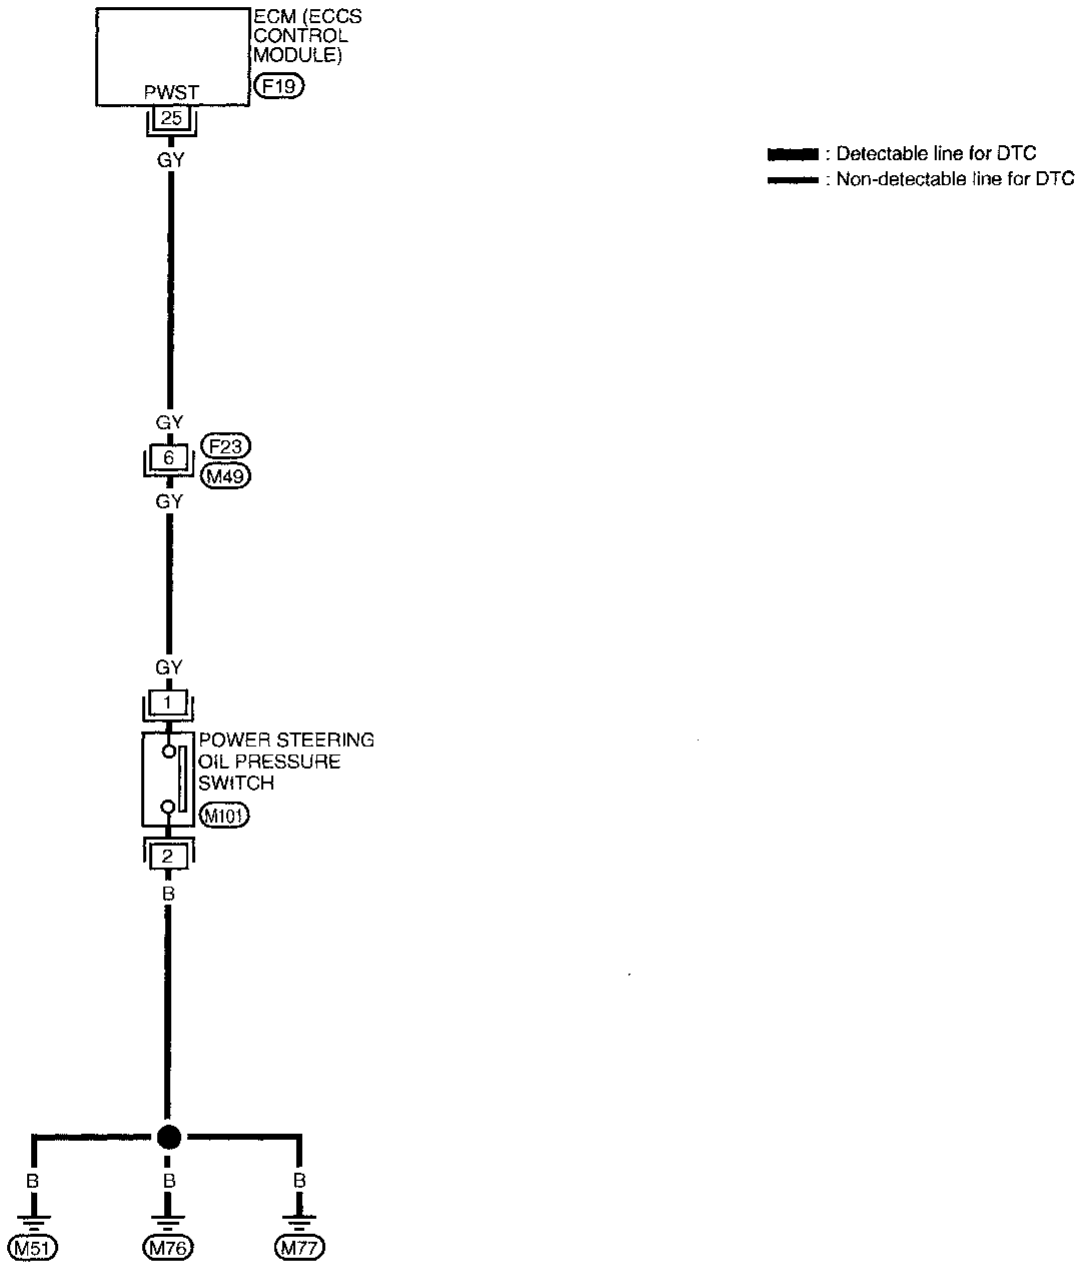 ECM (ECCS
CONTROL
MODULE)
F19
PWST
25
GY
: Detectable line for DTC
: Non-detectable line for DTC
GY
6
F23
M49
GY
GY
1
POWER STEERING
OIL PRESSURE
SWITCH
M101
2
B
B
B
B
M51
M76
M77